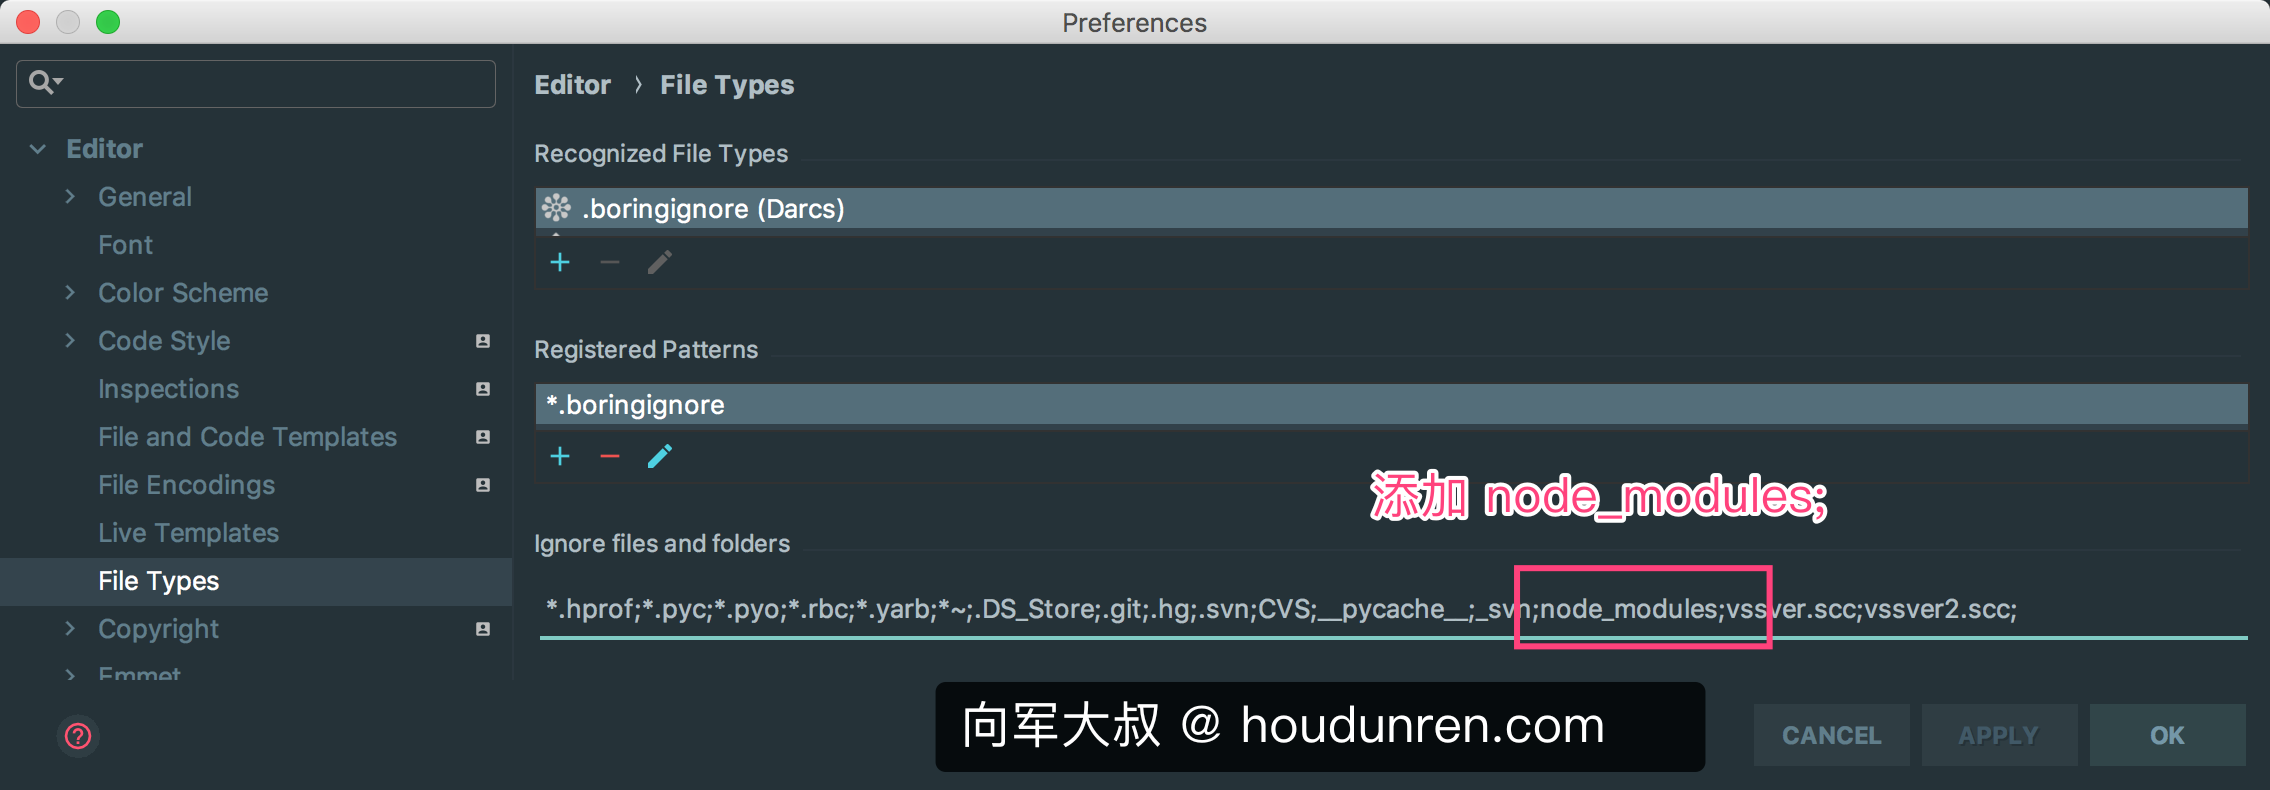 Preferences
Editor › File Types
Editor
General
Font
Color Scheme
Code Style
Inspections
File and Code Templates
File Encodings
Live Templates
File Types
Copyright
Emmet
Recognized File Types
.boringignore (Darcs)
Registered Patterns
*.boringignore
添加 node_modules;
Ignore files and folders
*.hprof;*.pyc;*.pyo;*.rbc;*.yarb;*~;.DS_Store;.git;.hg;.svn;CVS;__pycache__;_svn;node_modules;vssver.scc;vssver2.scc;
向军大叔 @ houdunren.com
?
CANCEL
APPLY
OK